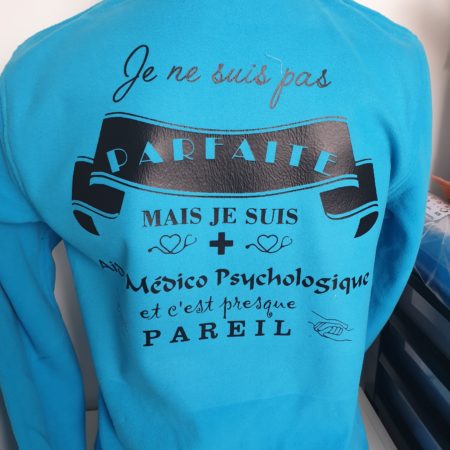 Je ne suis pas
PARFAITE
MAIS JE SUIS
+
Médico Psychologique
et c'est presque
PAREIL